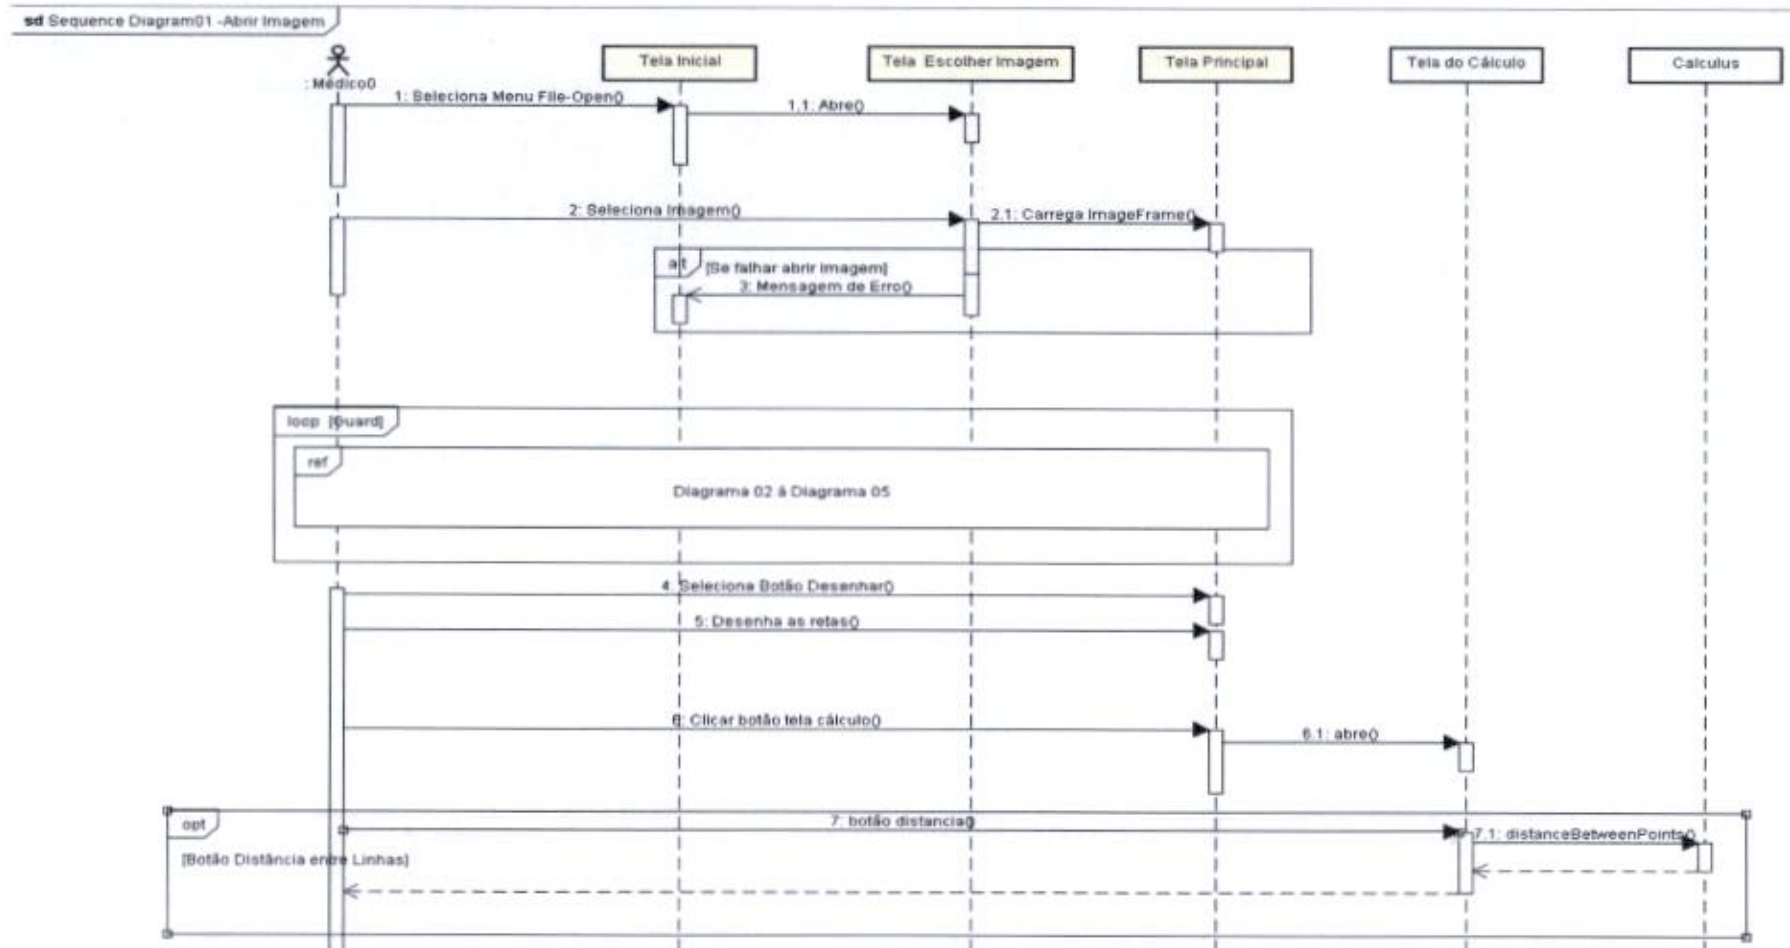 sd Sequence Diagram01 -Abrir Imagem
: Médico0
Tela Inicial
Tela Escolher Imagem
Tela Principal
Tela do Cálculo
Calculus
1: Seleciona Menu File-Open()
1.1: Abre()
2: Seleciona Imagem()
2.1: Carrega ImageFrame()
alt
[Se falhar abrir imagem]
3: Mensagem de Erro()
loop [Guard]
ref
Diagrama 02 á Diagrama 05
4: Seleciona Botão Desenhar()
5: Desenha as retas()
6: Clicar botão tela cálculo()
6.1: abre()
opt
7: botão distancia()
7.1: distanceBetweenPoints()
[Botão Distância entre Linhas]